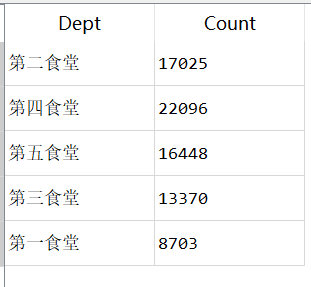 Dept Count
第二食堂 17025
第四食堂 22096
第五食堂 16448
第三食堂 13370
第一食堂 8703